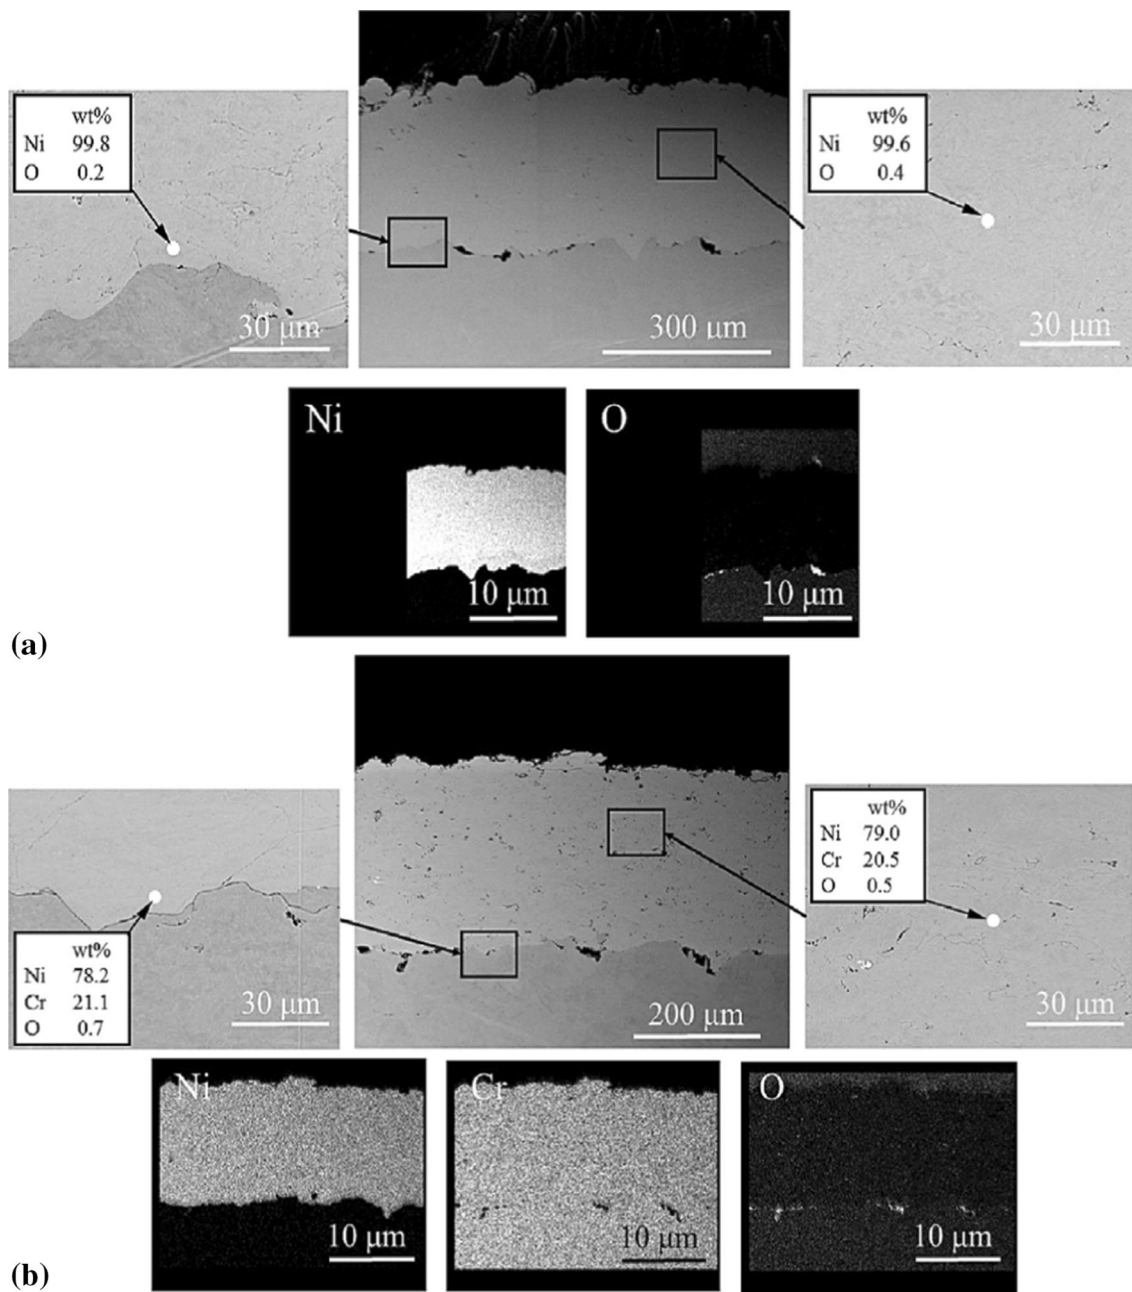 wt%
Ni 99.8
O 0.2
30 μm
300 μm
wt%
Ni 99.6
O 0.4
30 μm
Ni
10 μm
O
10 μm
(a)
wt%
Ni 78.2
Cr 21.1
O 0.7
30 μm
200 μm
wt%
Ni 79.0
Cr 20.5
O 0.5
30 μm
Ni
10 μm
Cr
10 μm
O
10 μm
(b)